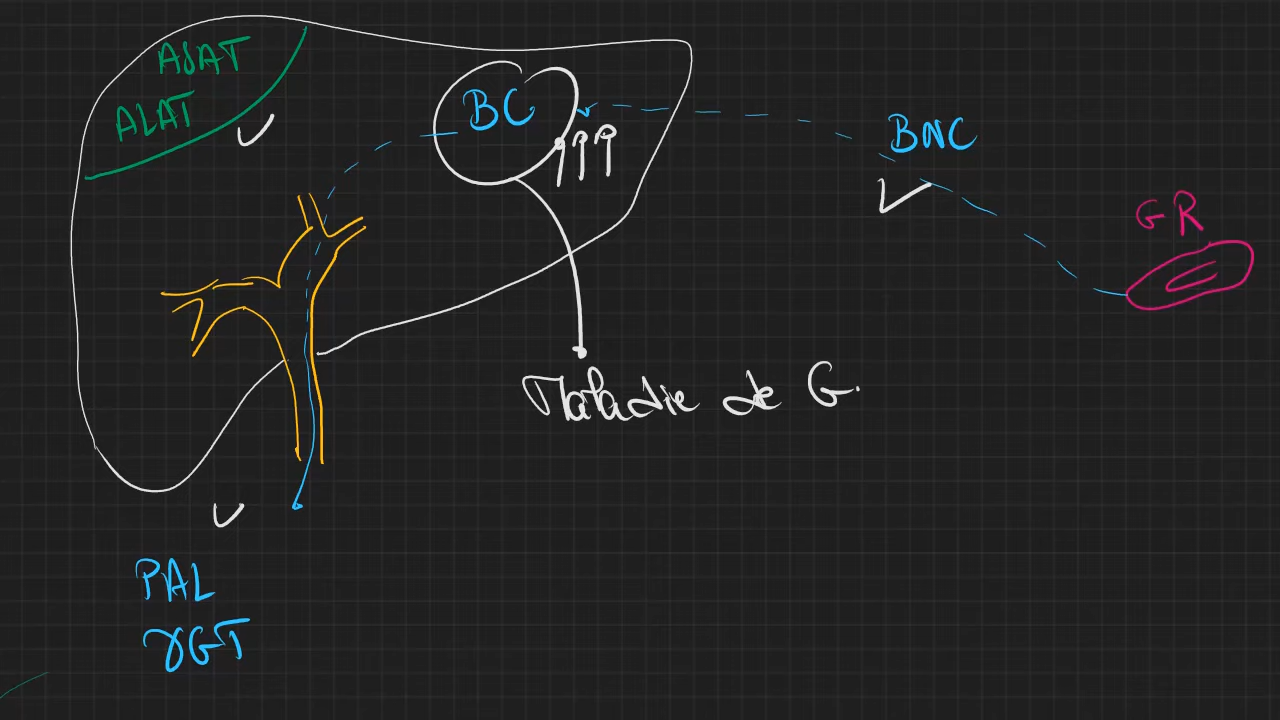 ASAT
ALAT
BC
BNC
GR
Maladie de G.
PAL
γGT